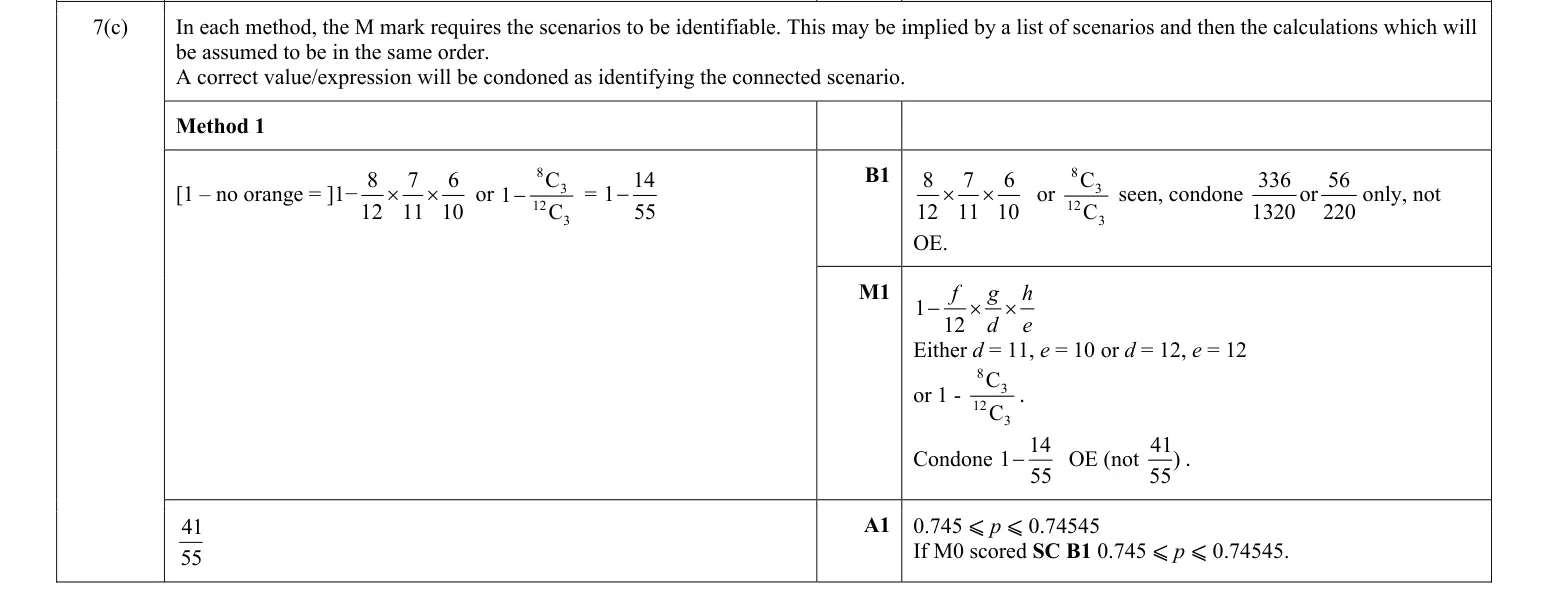 7(c)
In each method, the M mark requires the scenarios to be identifiable. This may be implied by a list of scenarios and then the calculations which will
be assumed to be in the same order.
A correct value/expression will be condoned as identifying the connected scenario.
Method 1
[1 – no orange = ]1− 8/12 × 7/11 × 6/10 or 1 − ⁸C₃/¹²C₃ = 1 − 14/55
B1
8/12 × 7/11 × 6/10 or ⁸C₃/¹²C₃ seen, condone 336/1320 or 56/220 only, not
OE.
M1
1 − f/12 × g/d × h/e
Either d = 11, e = 10 or d = 12, e = 12
or 1 - ⁸C₃/¹²C₃ .
Condone 1 − 14/55 OE (not 41/55) .
41/55
A1
0.745 ⩽ p ⩽ 0.74545
If M0 scored SC B1 0.745 ⩽ p ⩽ 0.74545.